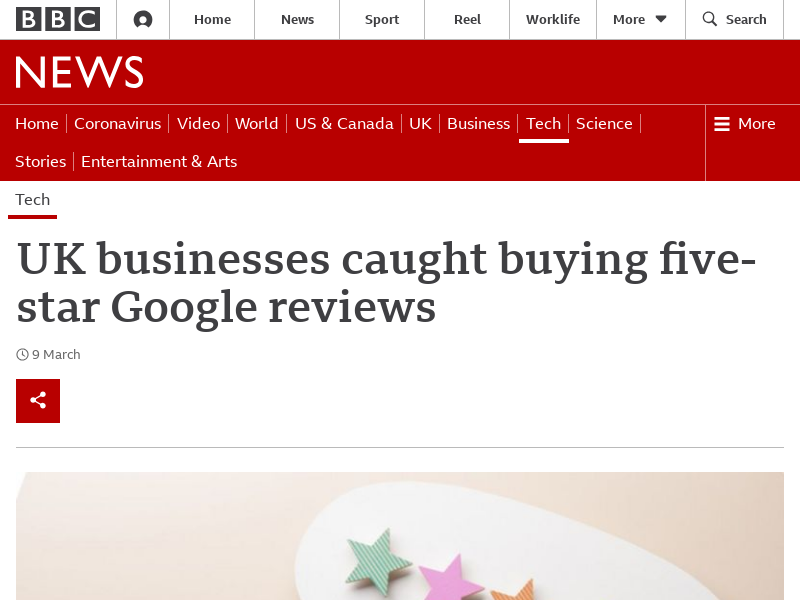 BBC Home News Sport Reel Worklife More Search
NEWS
Home Coronavirus Video World US & Canada UK Business Tech Science More
Stories Entertainment & Arts
Tech
UK businesses caught buying five-
star Google reviews
9 March